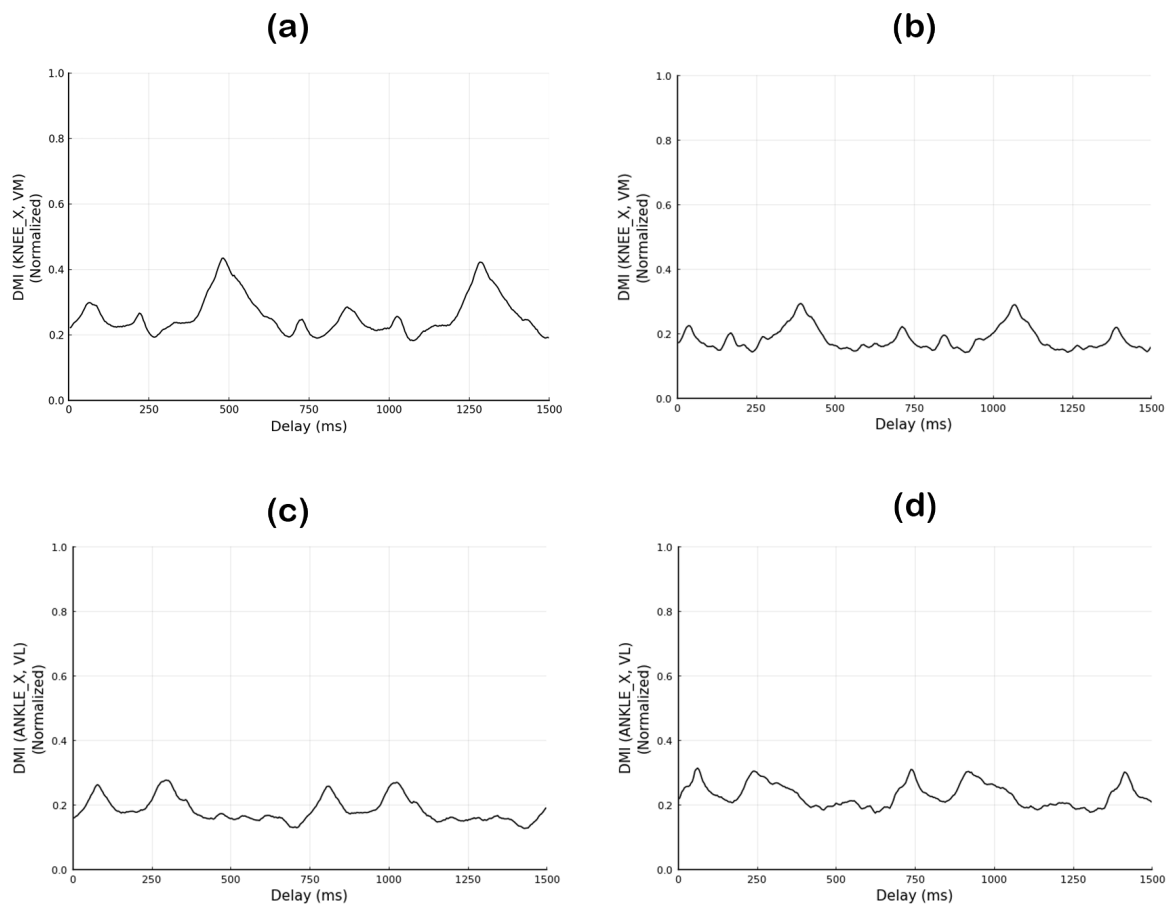 (a)
1.0
0.8
0.6
0.4
0.2
0.0
DMI (KNEE_X, VM)
(Normalized)
0 250 500 750 1000 1250 1500
Delay (ms)
(b)
1.0
0.8
0.6
0.4
0.2
0.0
DMI (KNEE_X, VM)
(Normalized)
0 250 500 750 1000 1250 1500
Delay (ms)
(c)
1.0
0.8
0.6
0.4
0.2
0.0
DMI (ANKLE_X, VL)
(Normalized)
0 250 500 750 1000 1250 1500
Delay (ms)
(d)
1.0
0.8
0.6
0.4
0.2
0.0
DMI (ANKLE_X, VL)
(Normalized)
0 250 500 750 1000 1250 1500
Delay (ms)